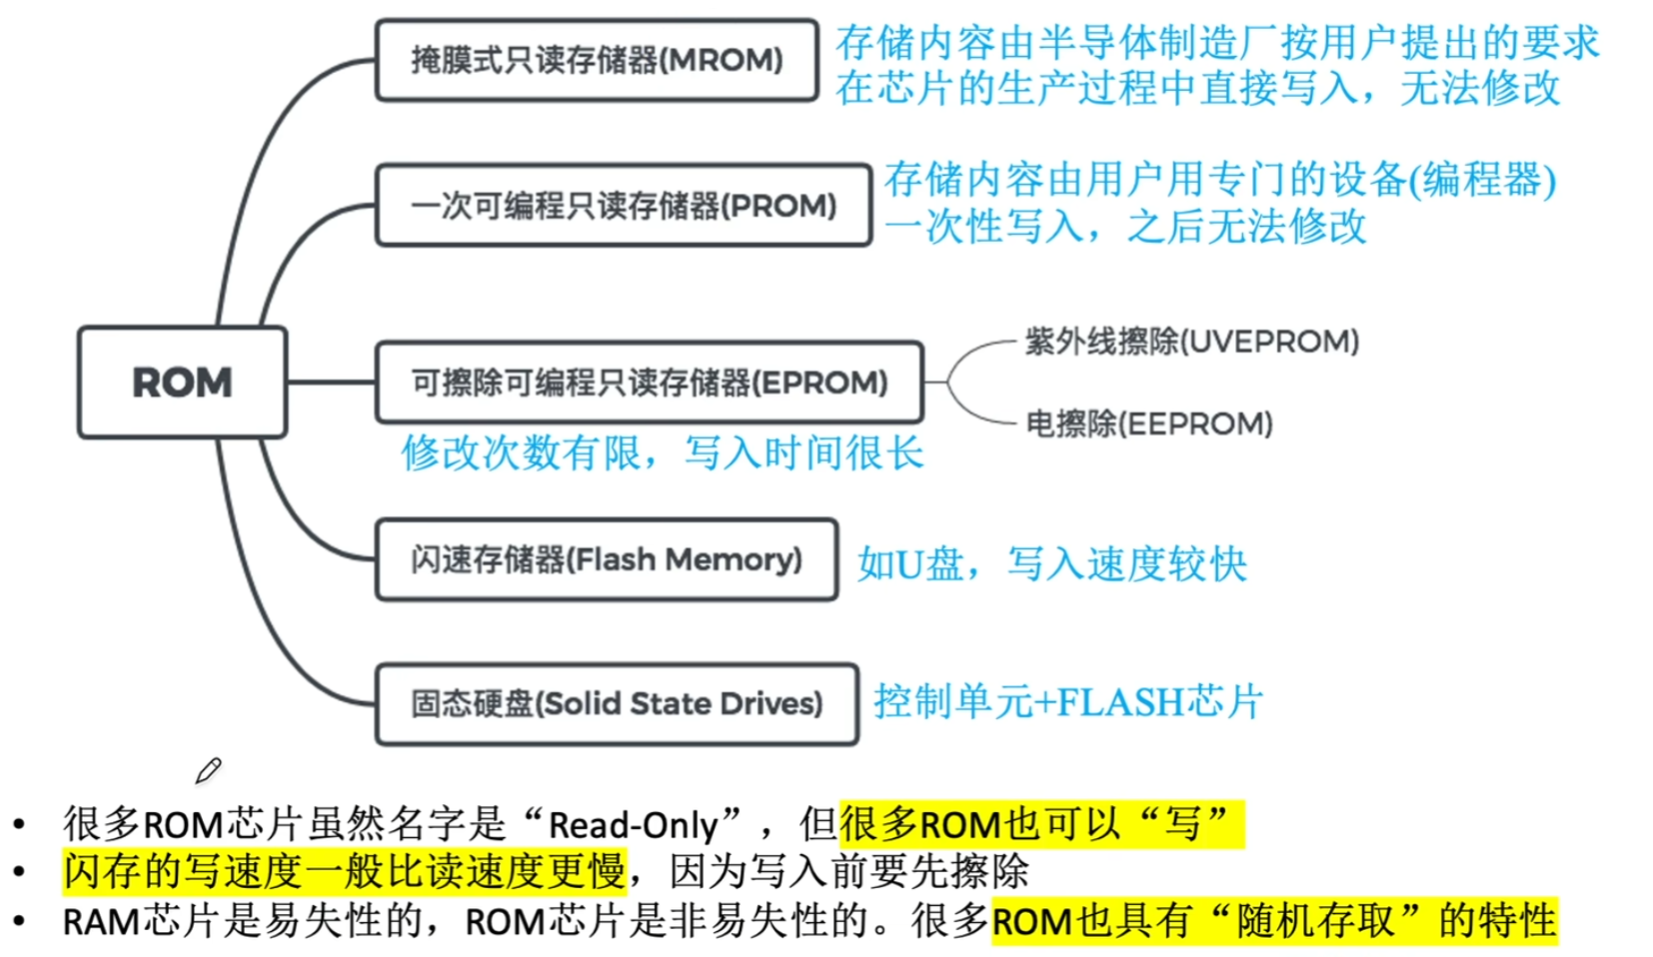 掩膜式只读存储器(MROM)
存储内容由半导体制造厂按用户提出的要求
在芯片的生产过程中直接写入，无法修改
一次可编程只读存储器(PROM)
存储内容由用户用专门的设备(编程器)
一次性写入，之后无法修改
ROM
可擦除可编程只读存储器(EPROM)
紫外线擦除(UVEPROM)
电擦除(EEPROM)
修改次数有限，写入时间很长
闪速存储器(Flash Memory)
如U盘，写入速度较快
固态硬盘(Solid State Drives)
控制单元+FLASH芯片
• 很多ROM芯片虽然名字是“Read-Only”，但很多ROM也可以“写”
• 闪存的写速度一般比读速度更慢，因为写入前要先擦除
• RAM芯片是易失性的，ROM芯片是非易失性的。很多ROM也具有“随机存取”的特性